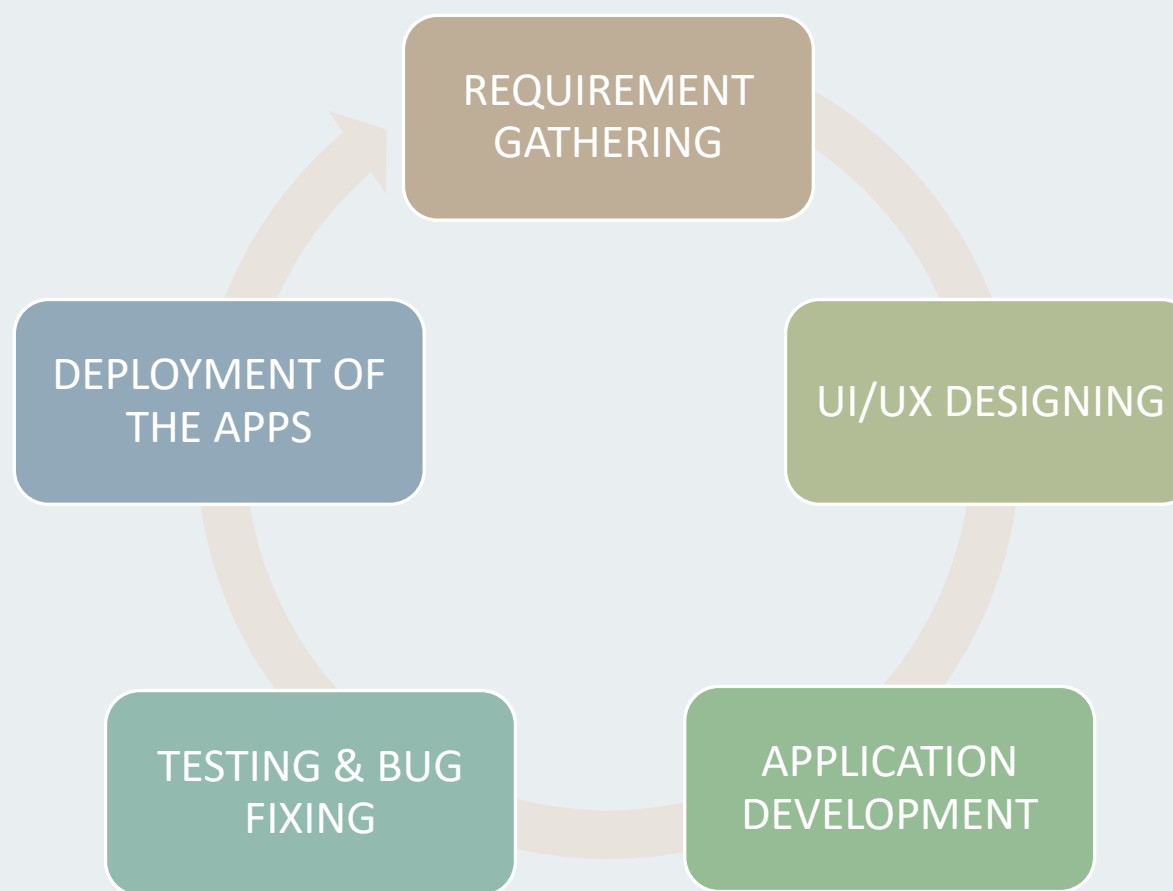 REQUIREMENT
GATHERING
UI/UX DESIGNING
APPLICATION
DEVELOPMENT
TESTING & BUG
FIXING
DEPLOYMENT OF
THE APPS